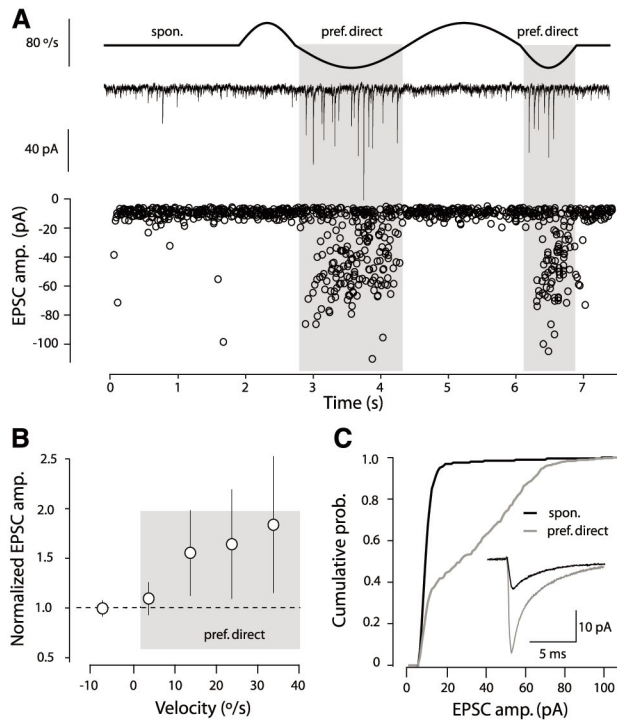 A
80 º/s
spon.
pref. direct
pref. direct
40 pA
EPSC amp. (pA)
0
-20
-40
-60
-80
-100
0 1 2 3 4 5 6 7
Time (s)
B
Normalized EPSC amp.
2.5
2.0
1.5
1.0
0.5
pref. direct
-10 0 10 20 30 40
Velocity (º/s)
C
Cumulative prob.
1.0
0.8
0.6
0.4
0.2
0
spon.
pref. direct
10 pA
5 ms
0 20 40 60 80 100
EPSC amp. (pA)